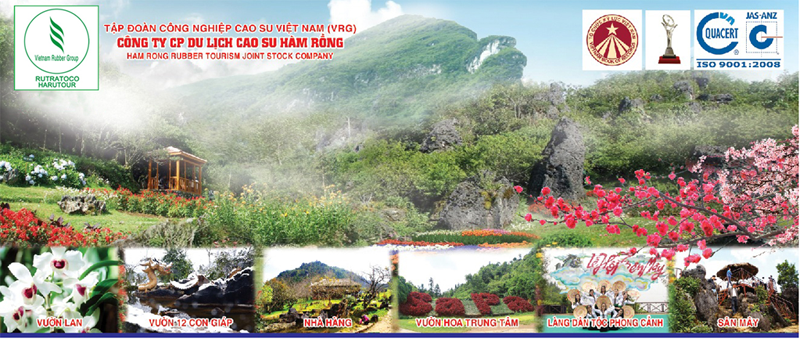 Vietnam Rubber Group
RUTRATOCO
HARUTOUR
TẬP ĐOÀN CÔNG NGHIỆP CAO SU VIỆT NAM (VRG)
CÔNG TY CP DU LỊCH CAO SU HÀM RỒNG
HAM RONG RUBBER TOURISM JOINT STOCK COMPANY
QUACERT
JAS-ANZ
ISO 9001:2008
VƯỜN LAN
VƯỜN 12 CON GIÁP
NHÀ HÀNG
VƯỜN HOA TRUNG TÂM
LÀNG DÂN TỘC PHONG CẢNH
SÂN MÂY